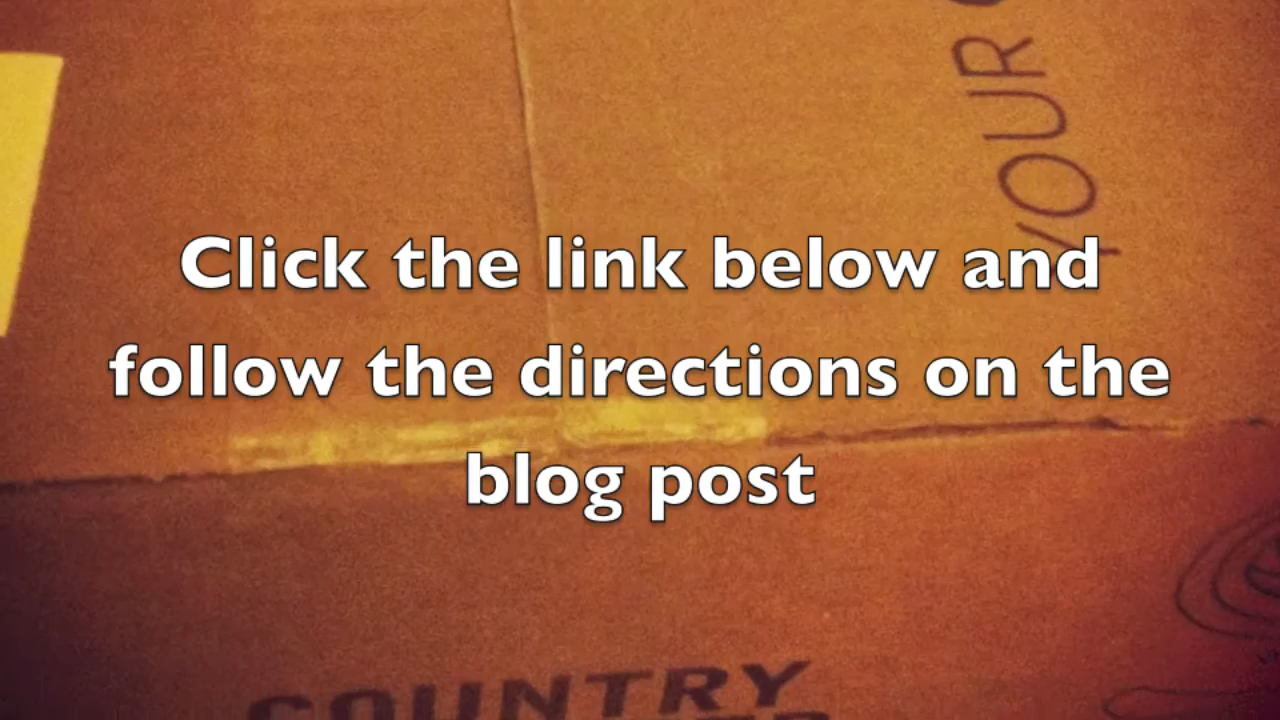 YOUR
Click the link below and
follow the directions on the
blog post
COUNTRY